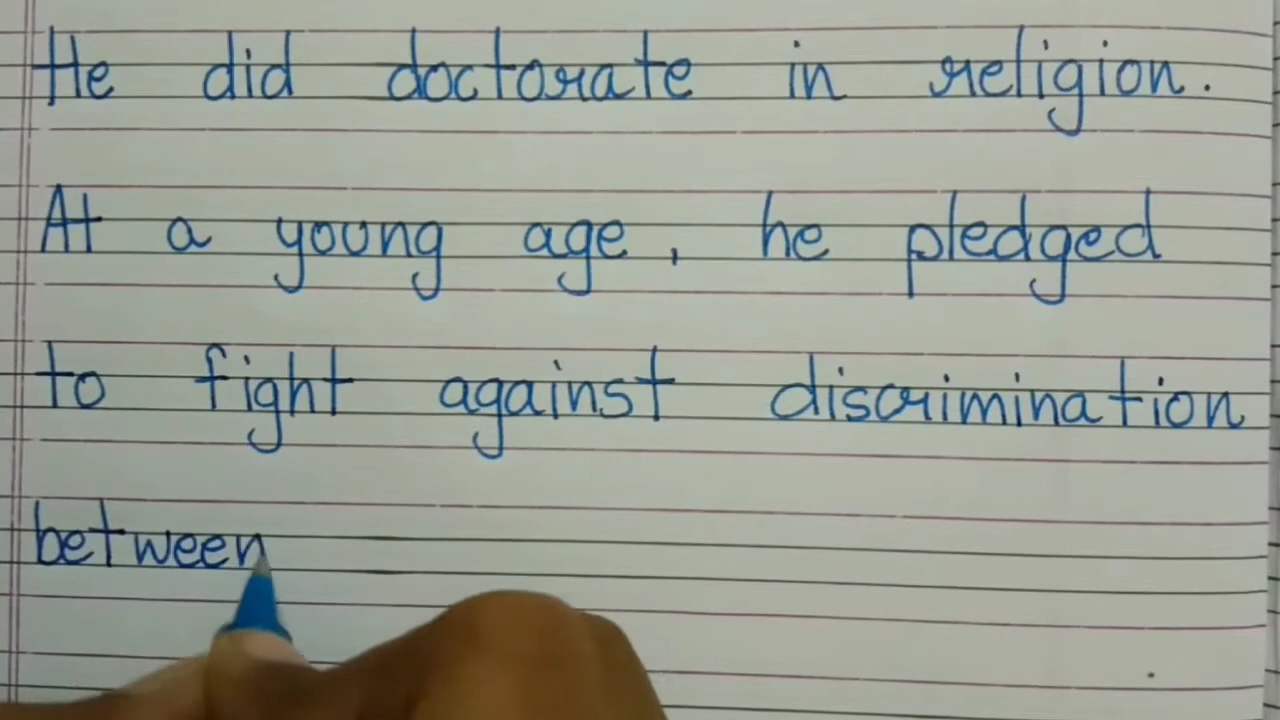 He did doctorate in religion.
At a young age, he pledged
to fight against discrimination
between